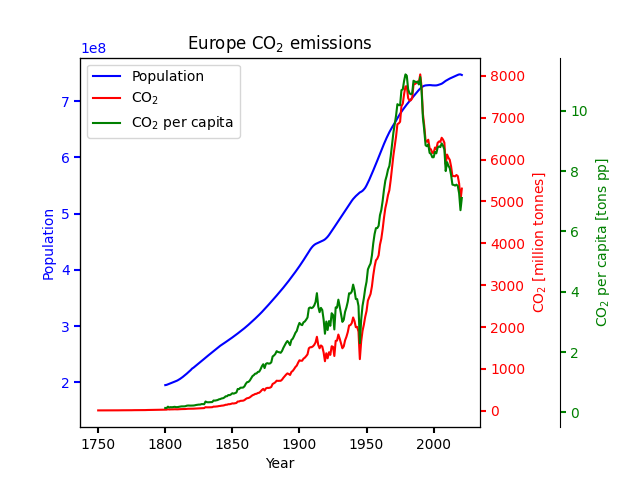 Europe CO₂ emissions
1e8
Population
CO₂
CO₂ per capita
7
6
5
4
3
2
Population
8000
7000
6000
5000
4000
3000
2000
1000
0
CO₂ [million tonnes]
10
8
6
4
2
0
CO₂ per capita [tons pp]
1750 1800 1850 1900 1950 2000
Year